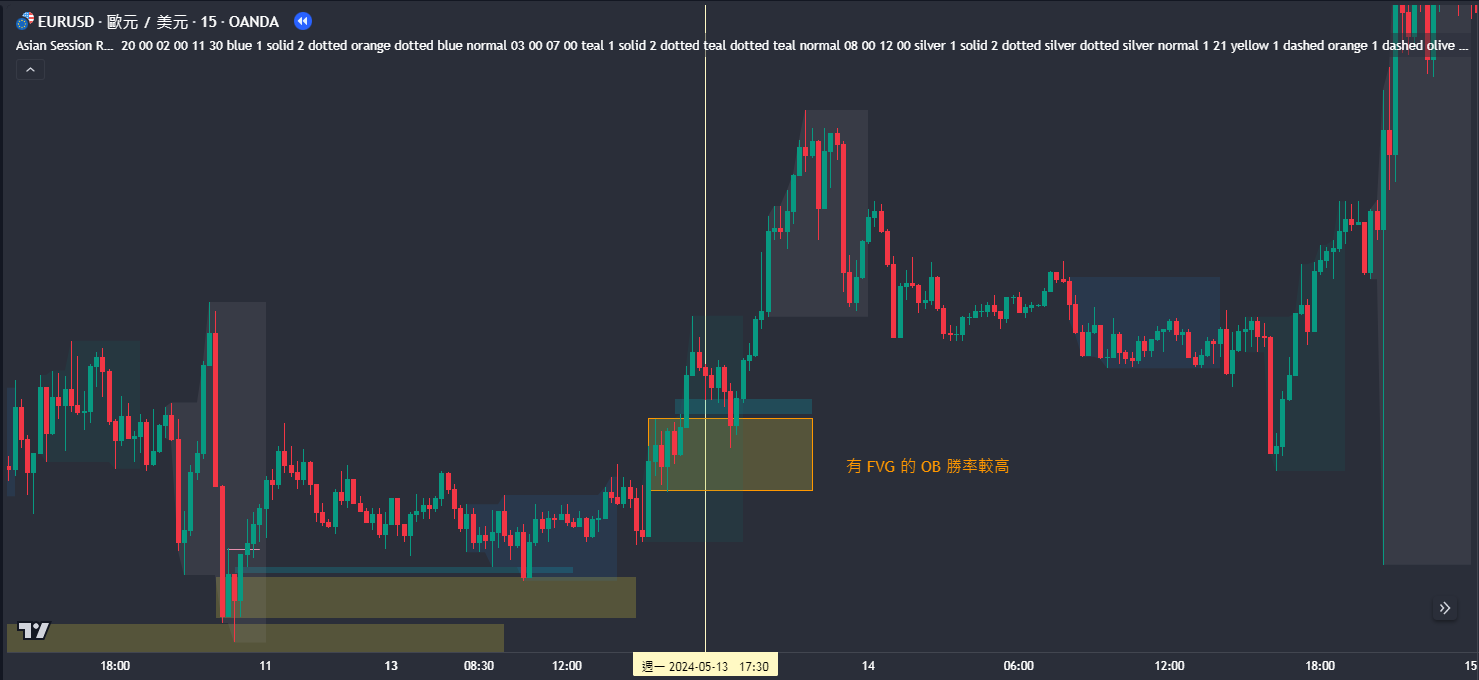 EURUSD · 歐元 / 美元 · 15 · OANDA
Asian Session R... 20 00 02 00 11 30 blue 1 solid 2 dotted orange dotted blue normal 03 00 07 00 teal 1 solid 2 dotted teal dotted teal normal 08 00 12 00 silver 1 solid 2 dotted silver dotted silver normal 1 21 yellow 1 dashed orange 1 dashed olive ...
有 FVG 的 OB 勝率較高
18:00 11 13 08:30 12:00 週一 2024-05-13 17:30 14 06:00 12:00 18:00 15